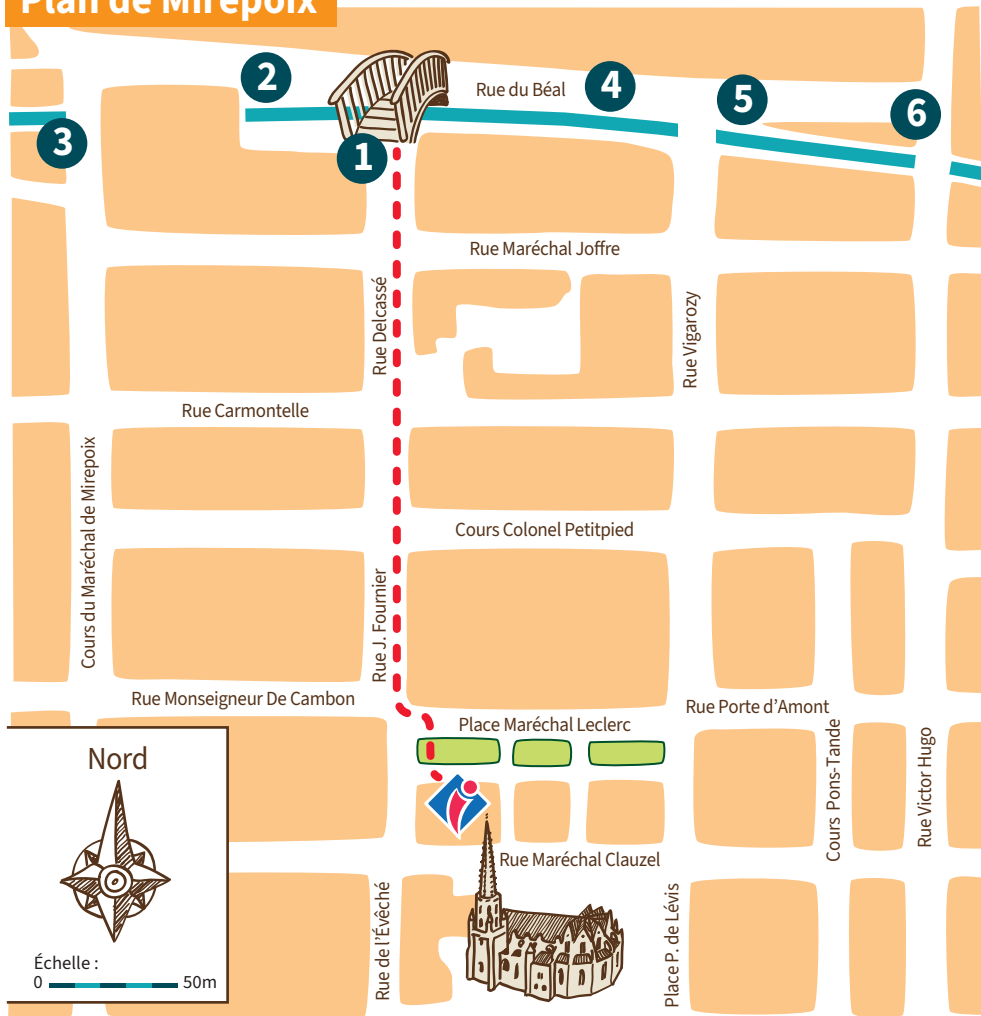 Plan de Mirepoix
2
Rue du Béal
4
5
6
3
1
Rue Maréchal Joffre
Rue Delcassé
Rue Vigarozy
Rue Carmontelle
Cours du Maréchal de Mirepoix
Cours Colonel Petitpied
Rue J. Fournier
Rue Monseigneur De Cambon
Rue Porte d’Amont
Place Maréchal Leclerc
Cours Pons-Tande
Rue Victor Hugo
Nord
Rue Maréchal Clauzel
Rue de l’Évêché
Place P. de Lévis
Échelle :
0 50m